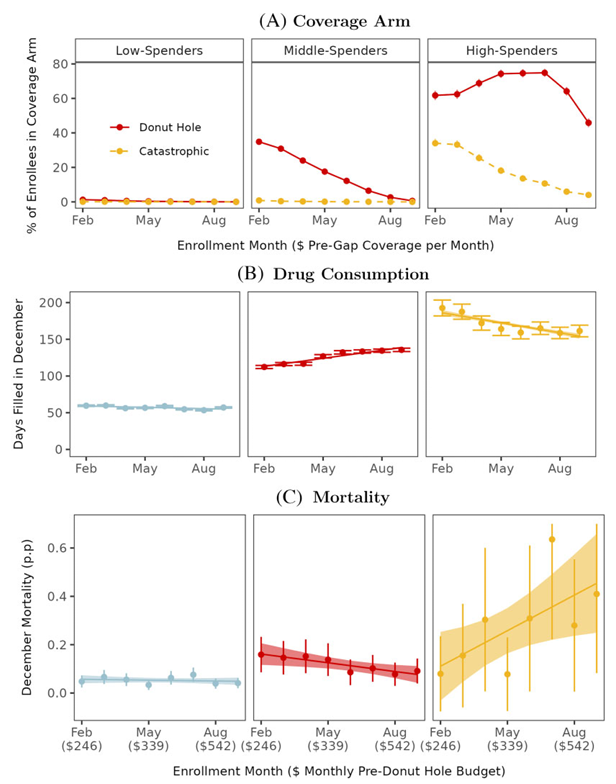 (A) Coverage Arm
Low-Spenders Middle-Spenders High-Spenders
% of Enrollees in Coverage Arm
80
60
40
20
0
Donut Hole
Catastrophic
Feb May Aug Feb May Aug Feb May Aug
Enrollment Month ($ Pre-Gap Coverage per Month)
(B) Drug Consumption
Days Filled in December
200
150
100
50
0
Feb May Aug Feb May Aug Feb May Aug
(C) Mortality
December Mortality (p.p)
0.6
0.4
0.2
0.0
Feb May Aug Feb May Aug Feb May Aug
($246) ($339) ($542) ($246) ($339) ($542) ($246) ($339) ($542)
Enrollment Month ($ Monthly Pre-Donut Hole Budget)